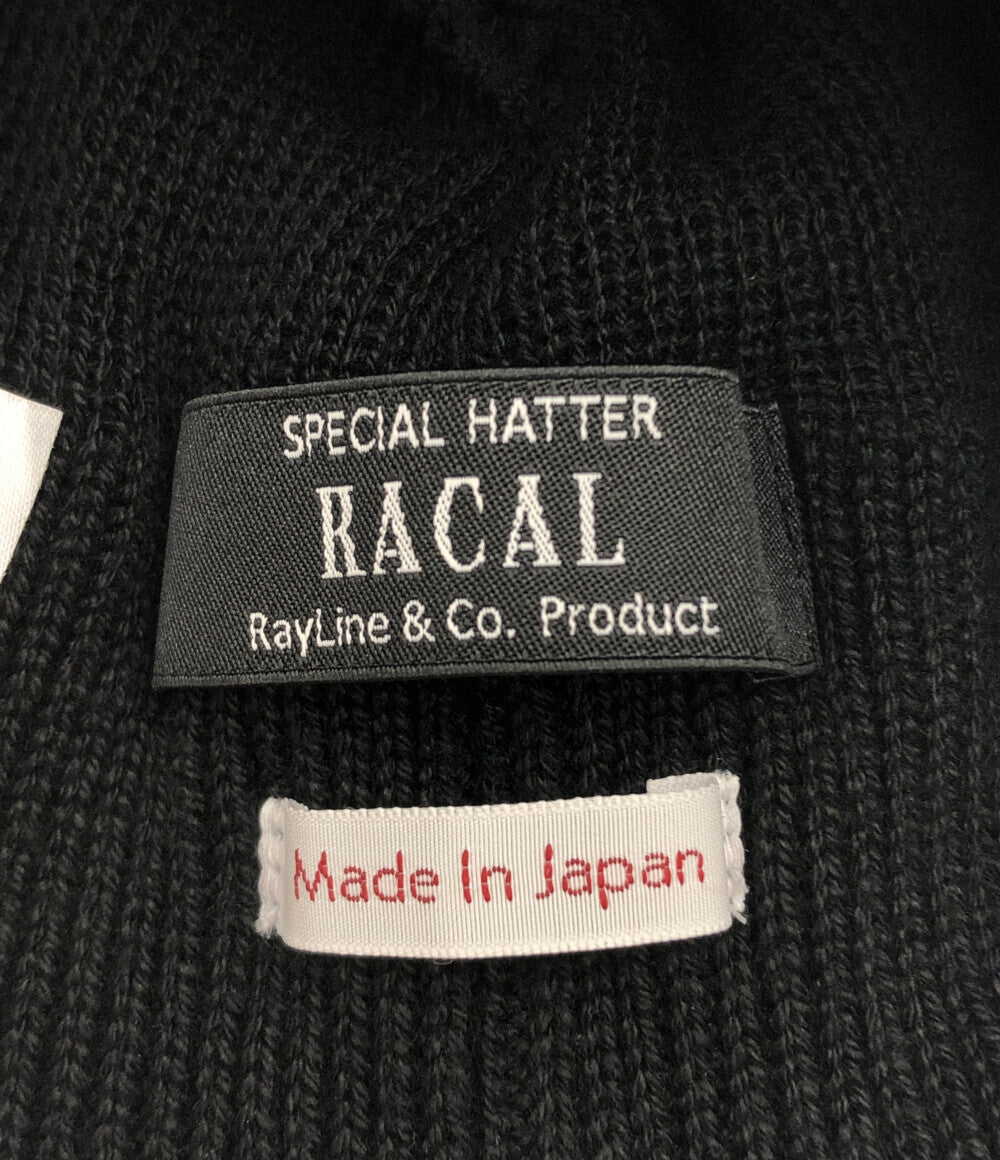 SPECIAL HATTER
RACAL
RayLine & Co. Product
Made In Japan